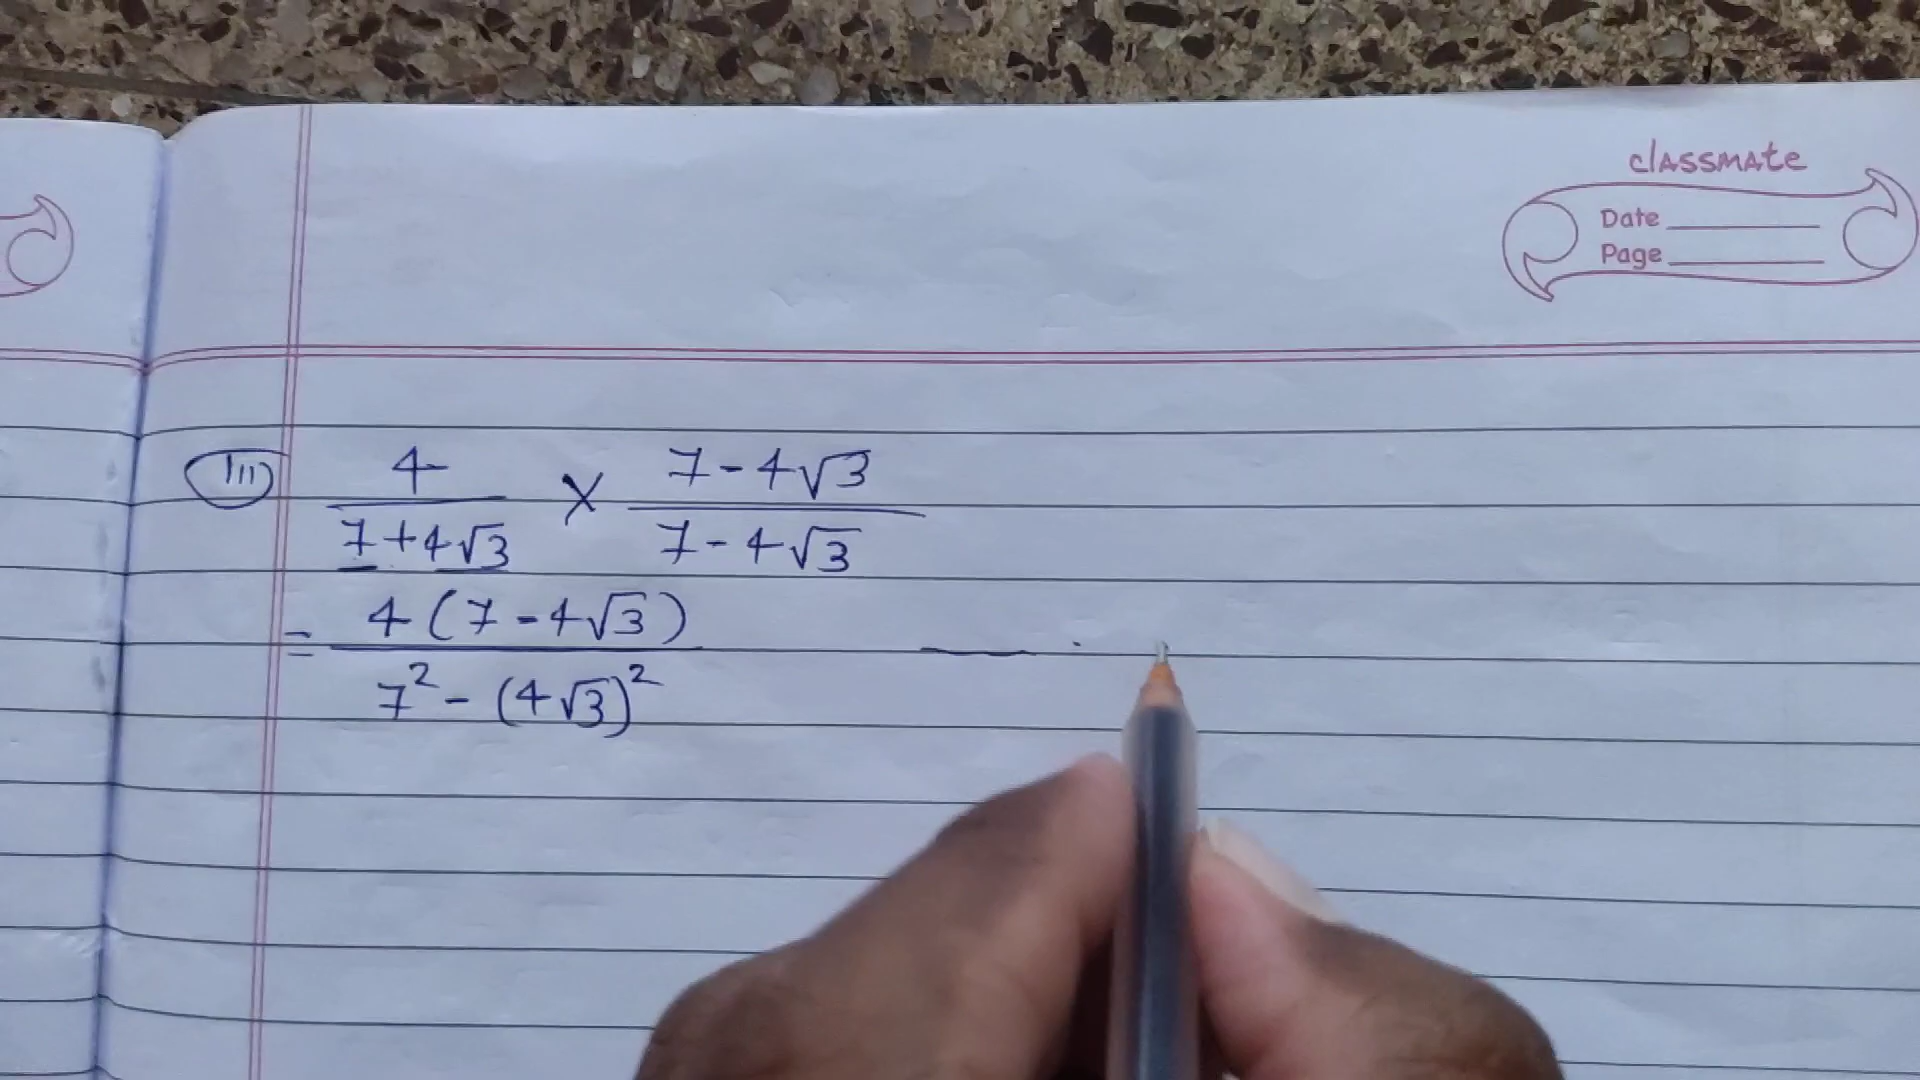 classmate
Date
Page
(iii) 4/(7+4√3) × (7-4√3)/(7-4√3)
= 4(7-4√3)/(7² - (4√3)²)